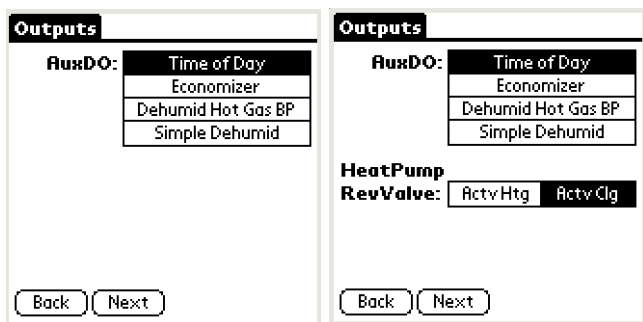 Outputs
AuxDO: Time of Day
Economizer
Dehumid Hot Gas BP
Simple Dehumid
Back Next
Outputs
AuxDO: Time of Day
Economizer
Dehumid Hot Gas BP
Simple Dehumid
HeatPump
RevValve: Actv Htg Actv Clg
Back Next